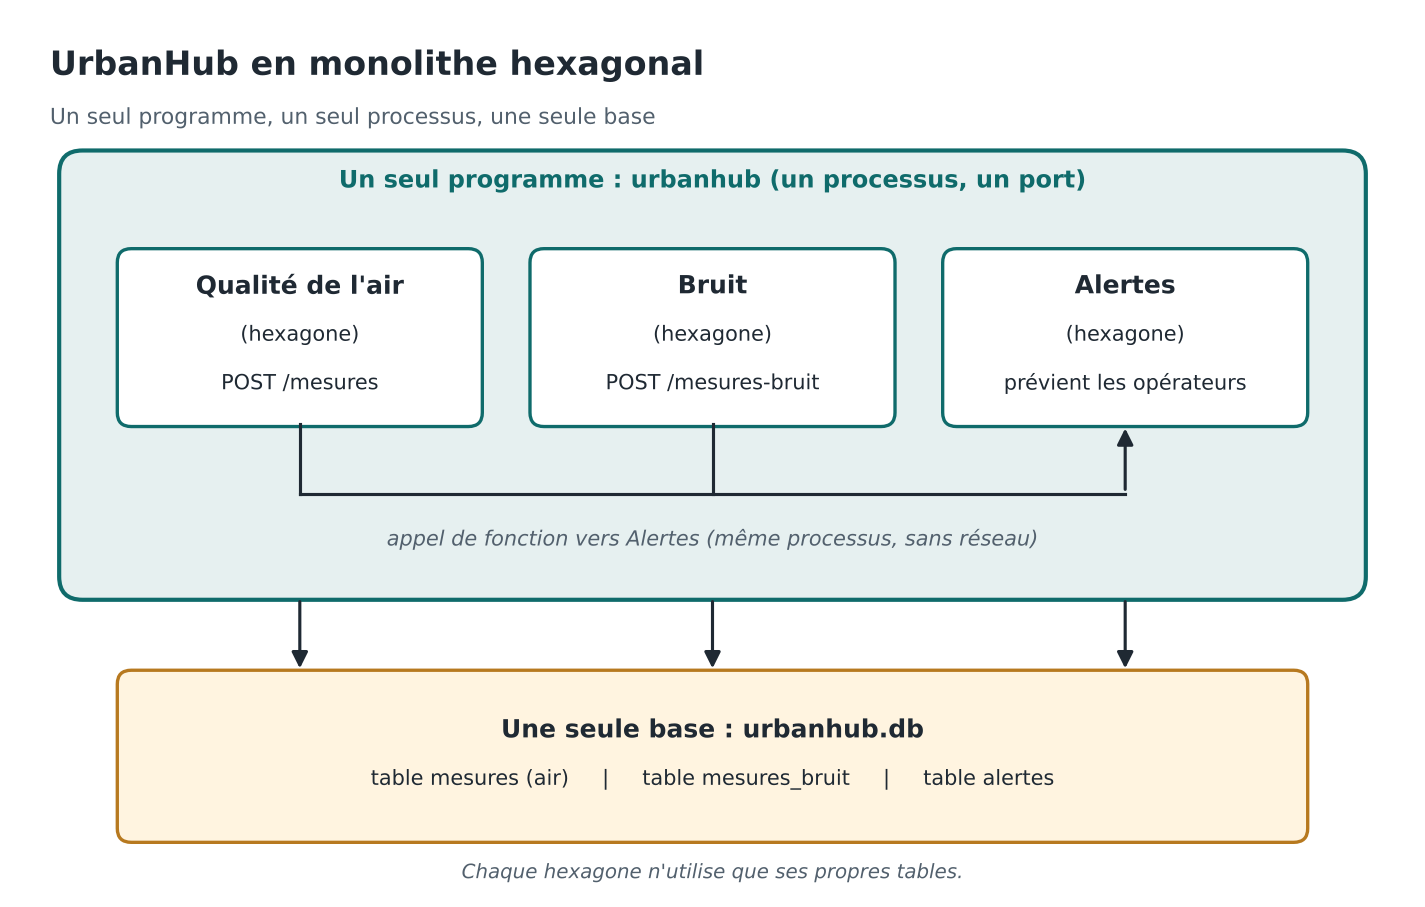 UrbanHub en monolithe hexagonal
Un seul programme, un seul processus, une seule base
Un seul programme : urbanhub (un processus, un port)
Qualité de l'air
(hexagone)
POST /mesures
Bruit
(hexagone)
POST /mesures-bruit
Alertes
(hexagone)
prévient les opérateurs
appel de fonction vers Alertes (même processus, sans réseau)
Une seule base : urbanhub.db
table mesures (air) | table mesures_bruit | table alertes
Chaque hexagone n'utilise que ses propres tables.